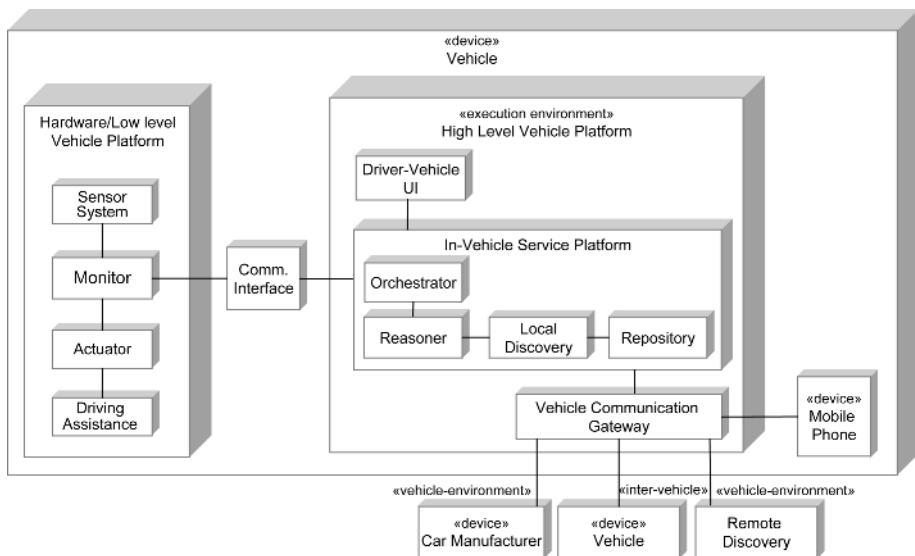 «device»
Vehicle
Hardware/Low level
Vehicle Platform
Sensor
System
Monitor
Actuator
Driving
Assistance
Comm.
Interface
«execution environment»
High Level Vehicle Platform
Driver-Vehicle
UI
In-Vehicle Service Platform
Orchestrator
Reasoner
Local
Discovery
Repository
Vehicle Communication
Gateway
«device»
Mobile
Phone
«vehicle-environment»
«inter-vehicle»
«vehicle-environment»
«device»
Car Manufacturer
«device»
Vehicle
Remote
Discovery